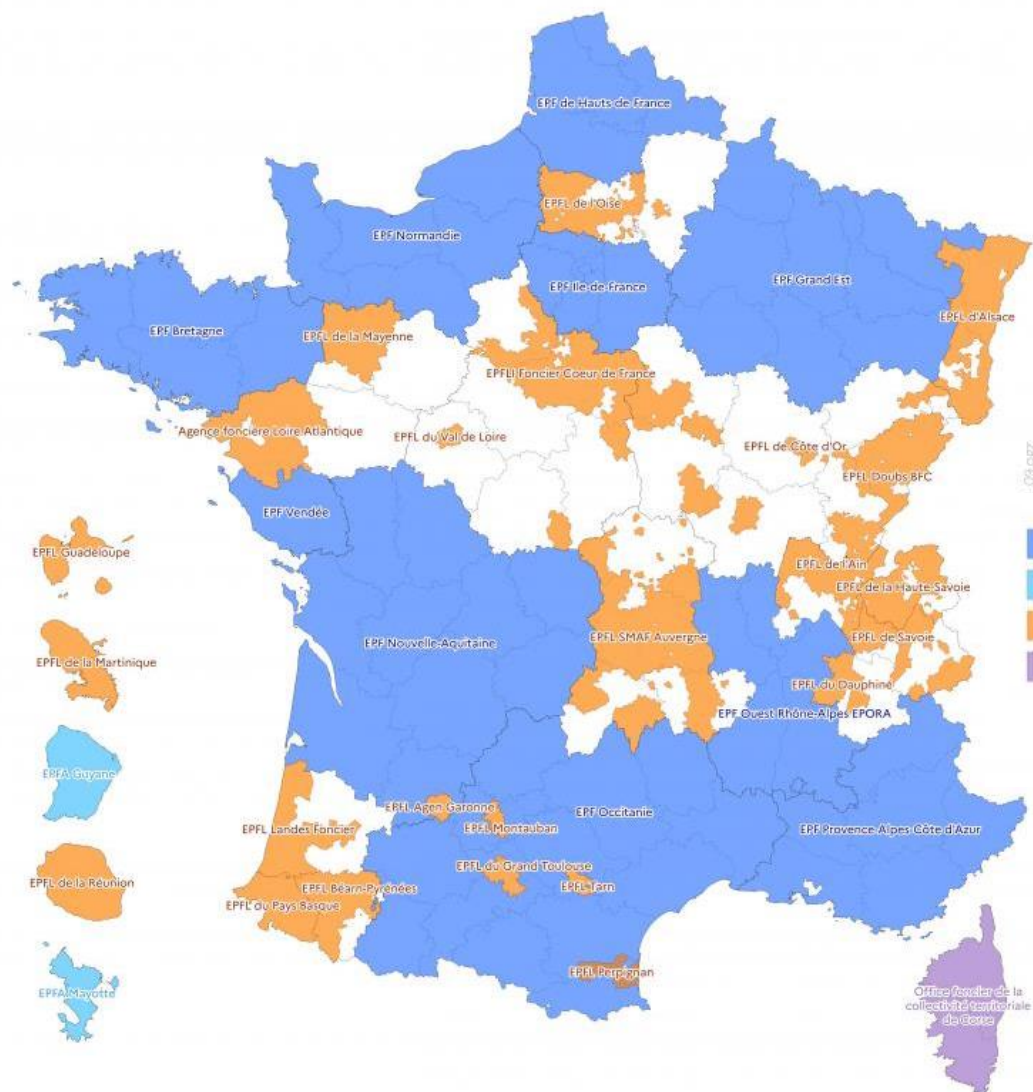 EPF de Hauts-de-France
EPFL de l'Oise
EPF Normandie
EPF Ile-de-France
EPF Grand Est
EPFL d'Alsace
EPF Bretagne
EPFL de la Mayenne
EPFLI Foncier Coeur de France
Agence foncière Loire Atlantique
EPFL du Val de Loire
EPFL de Côte d'Or
EPFL Doubs BFC
EPF Vendée
EPFL Guadeloupe
EPFL de l'Ain
EPFL de la Haute Savoie
EPF Nouvelle-Aquitaine
EPFL SMAF Auvergne
EPFL de Savoie
EPFL de la Martinique
EPFL du Dauphiné
EPF Ouest Rhône-Alpes EPORA
EPFA Guyane
EPFL Agen Garonne
EPF Occitanie
EPFL Landes Foncier
EPFL Montauban
EPF Provence-Alpes-Côte d'Azur
EPFL du Grand Toulouse
EPFL de la Réunion
EPFL Béarn-Pyrénées
EPFL Tarn
EPFL du Pays Basque
EPFL Perpignan
EPFA Mayotte
Office foncier de la
collectivité territoriale
de Corse